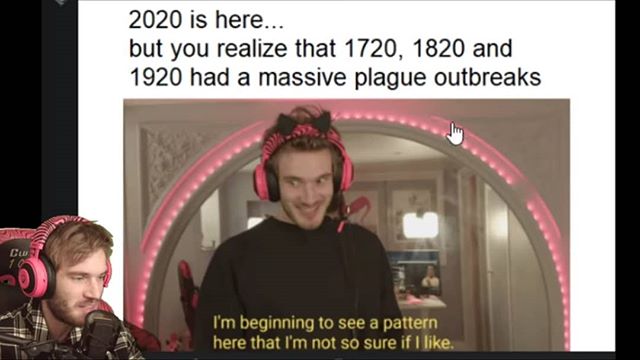 2020 is here...
but you realize that 1720, 1820 and
1920 had a massive plague outbreaks
I'm beginning to see a pattern
here that I'm not so sure if I like.